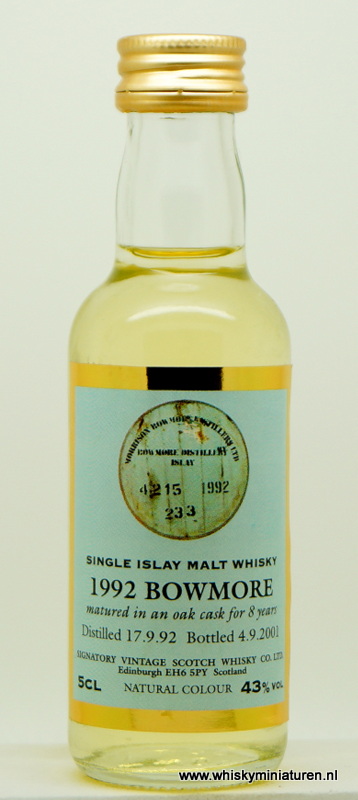 MORRISON BOWMORE DISTILLERS LTD
BOWMORE DISTILLERY
ISLAY
4215 1992
233
SINGLE ISLAY MALT WHISKY
1992 BOWMORE
matured in an oak cask for 8 years
Distilled 17.9.92 Bottled 4.9.2001
SIGNATORY VINTAGE SCOTCH WHISKY CO. LTD.
Edinburgh EH6 5PY Scotland
5CL NATURAL COLOUR 43% VOL
www.whiskyminiaturen.nl